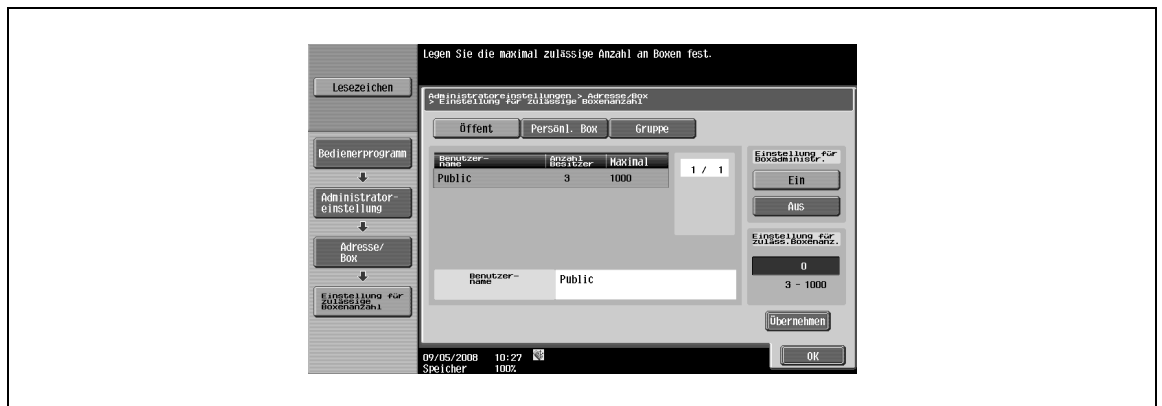 Legen Sie die maximal zulässige Anzahl an Boxen fest.
Lesezeichen
Administratoreinstellungen > Adresse/Box
> Einstellung für zulässige Boxenanzahl
Öffent.
Persönl. Box
Gruppe
Bedienerprogramm
Administrator-
einstellung
Adresse/
Box
Einstellung für
zulässige
Boxenanzahl
Benutzer-
name
Anzahl
Besitzer
Maximal
Public
3
1000
1 / 1
Benutzer-
name
Public
Einstellung für
Boxadministr.
Ein
Aus
Einstellung für
zuläss.Boxenanz.
0
3 - 1000
Übernehmen
OK
09/05/2008 10:27
Speicher 100%